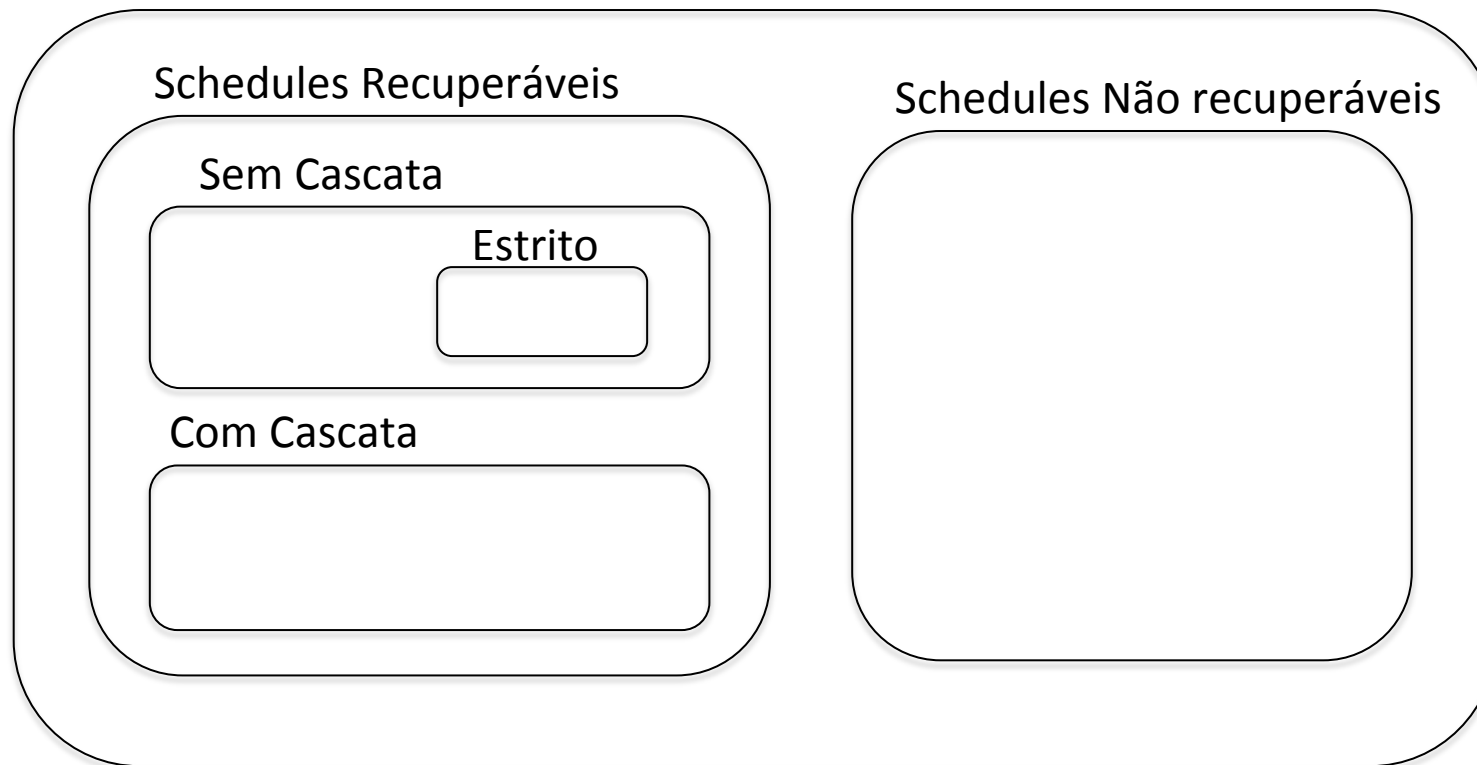 Schedules Recuperáveis
Schedules Não recuperáveis
Sem Cascata
Estrito
Com Cascata